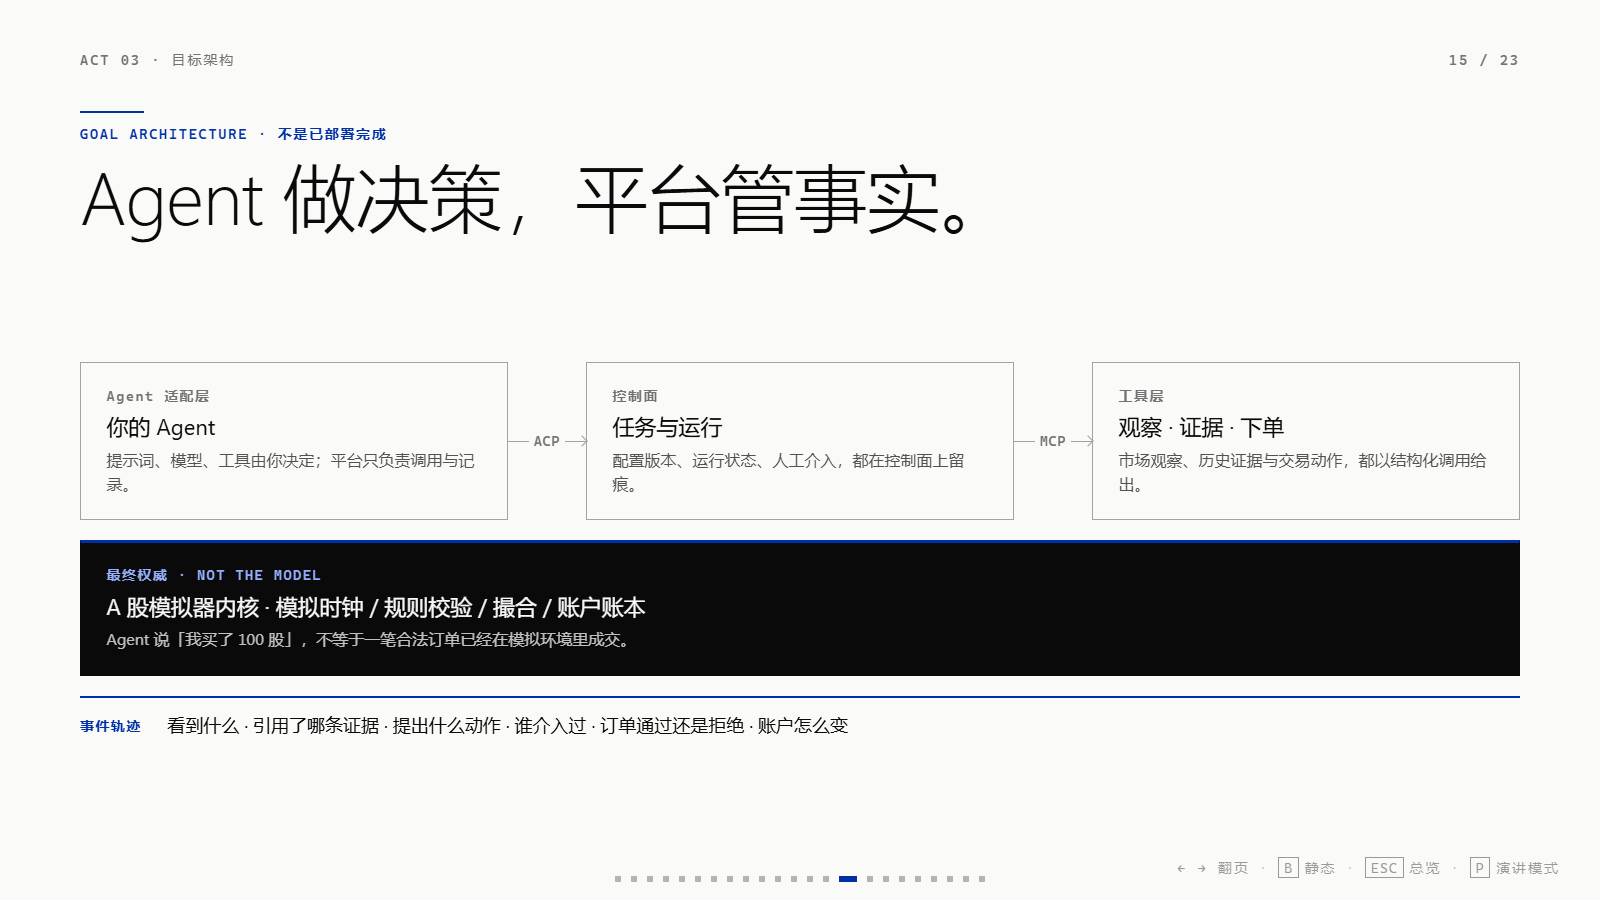 ACT 03 · 目标架构
15 / 23
GOAL ARCHITECTURE · 不是已部署完成
Agent 做决策，平台管事实。
Agent 适配层
你的 Agent
提示词、模型、工具由你决定；平台只负责调用与记
录。
ACP
控制面
任务与运行
配置版本、运行状态、人工介入，都在控制面上留
痕。
MCP
工具层
观察 · 证据 · 下单
市场观察、历史证据与交易动作，都以结构化调用给
出。
最终权威 · NOT THE MODEL
A 股模拟器内核 · 模拟时钟 / 规则校验 / 撮合 / 账户账本
Agent 说「我买了 100 股」，不等于一笔合法订单已经在模拟环境里成交。
事件轨迹 看到什么 · 引用了哪条证据 · 提出什么动作 · 谁介入过 · 订单通过还是拒绝 · 账户怎么变
← → 翻页 · B 静态 · ESC 总览 · P 演讲模式